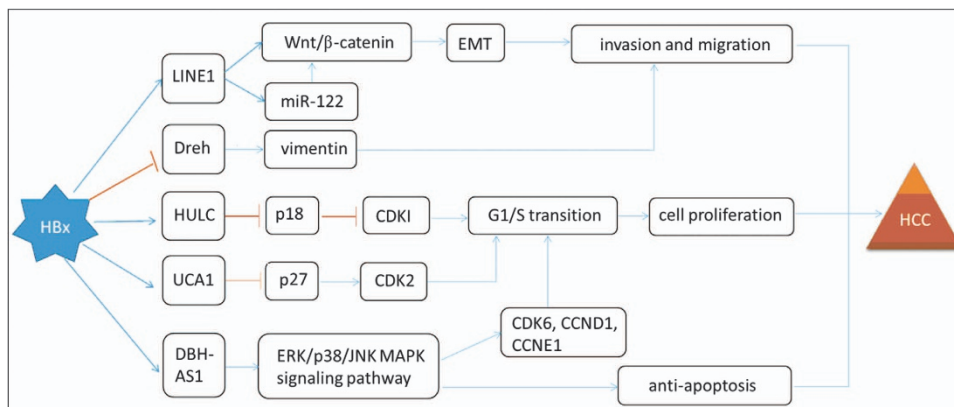 Wnt/β-catenin
EMT
invasion and migration
LINE1
miR-122
Dreh
vimentin
HBx
HULC
p18
CDKI
G1/S transition
cell proliferation
HCC
UCA1
p27
CDK2
CDK6, CCND1,
CCNE1
DBH-
AS1
ERK/p38/JNK MAPK
signaling pathway
anti-apoptosis